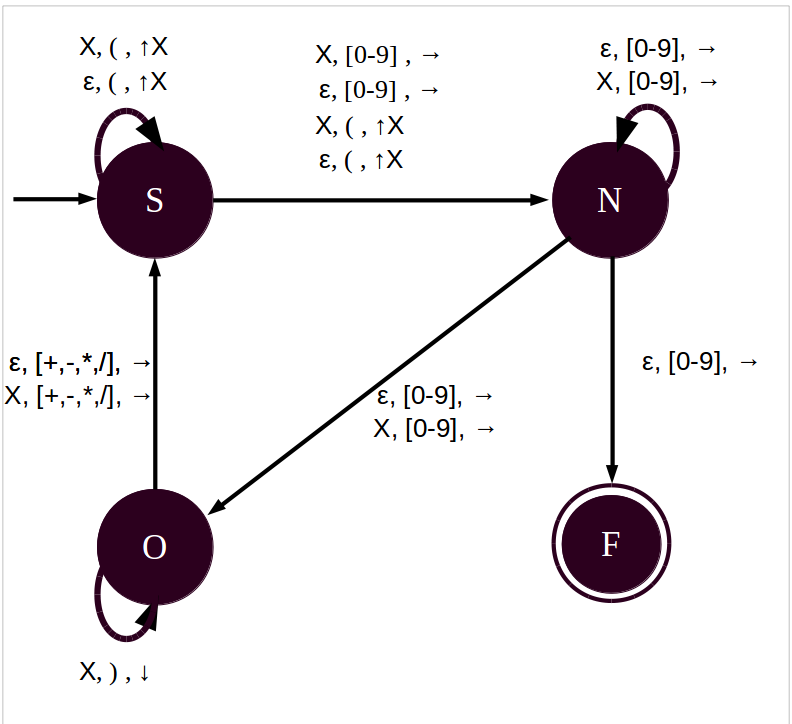 X, ( , ↑X
ε, ( , ↑X
X, [0-9] , →
ε, [0-9] , →
X, ( , ↑X
ε, ( , ↑X
ε, [0-9], →
X, [0-9], →
S
N
ε, [+,-,*,/], →
X, [+,-,*,/], →
ε, [0-9], →
X, [0-9], →
ε, [0-9], →
O
F
X, ) , ↓